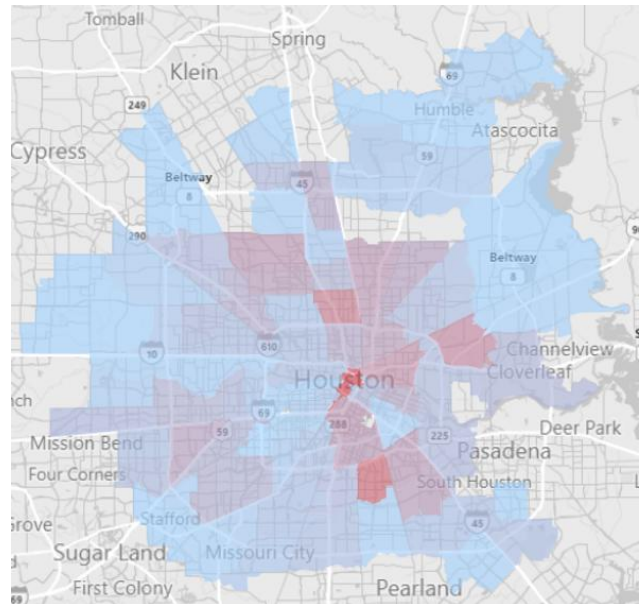 Tomball
Spring
Klein
69
249
Humble
Atascocita
Cypress
59
Beltway
8
45
290
Beltway
8
90
610
10
Channelview
Houston
Cloverleaf
69
288
Deer Park
59
225
Mission Bend
Pasadena
Four Corners
South Houston
Grove
Stafford
45
Sugar Land
Missouri City
First Colony
Pearland
69